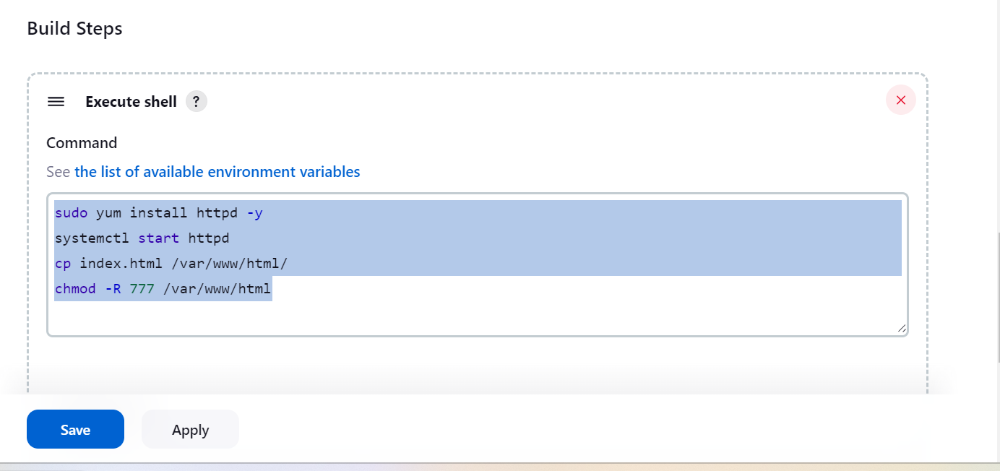 Build Steps
Execute shell ?
Command
See the list of available environment variables
sudo yum install httpd -y
systemctl start httpd
cp index.html /var/www/html/
chmod -R 777 /var/www/html
Save Apply